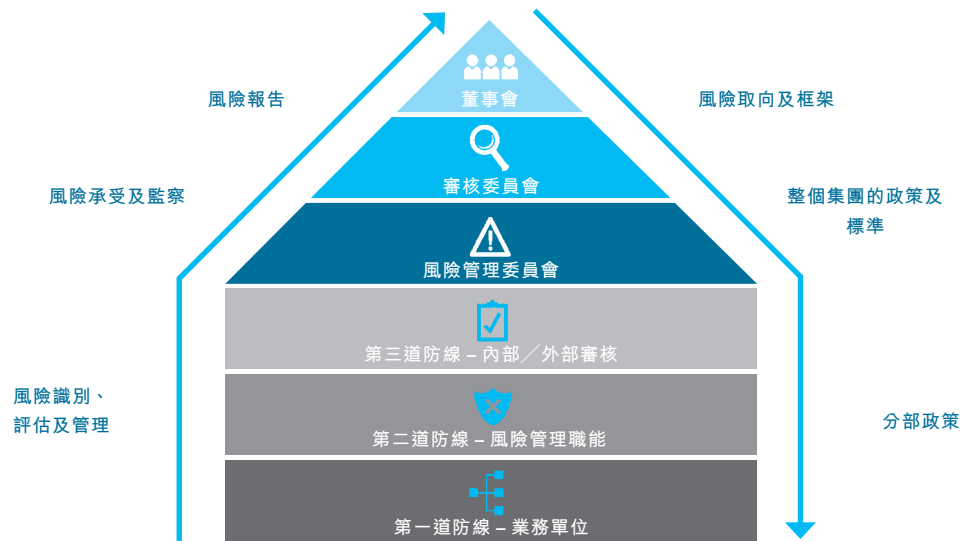 董事會
風險報告
風險取向及框架
審核委員會
風險承受及監察
整個集團的政策及
標準
風險管理委員會
第三道防線 – 內部╱外部審核
風險識別、
評估及管理
第二道防線 – 風險管理職能
分部政策
第一道防線 – 業務單位